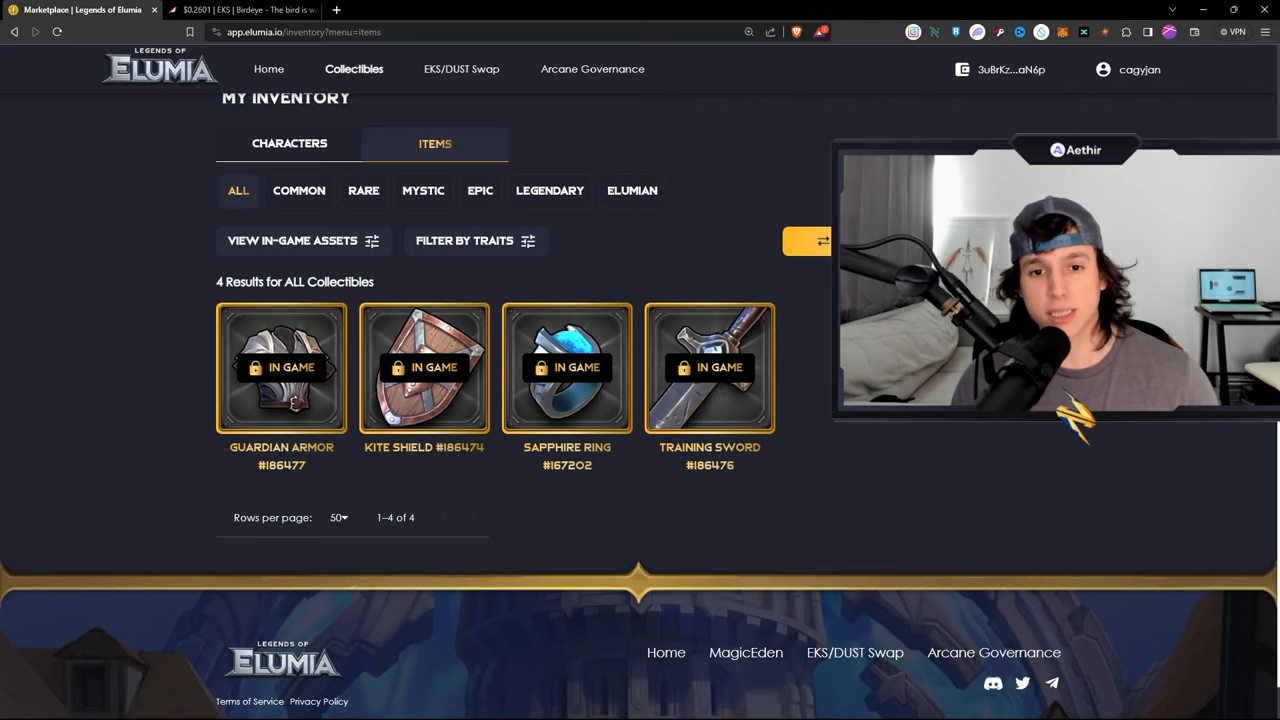 Marketplace | Legends of Elumia
$0.2601 | EKS | Birdeye - The bird is w
app.elumia.io/inventory?menu=items
VPN
LEGENDS OF
ELUMIA
Home
Collectibles
EKS/DUST Swap
Arcane Governance
3uBrKz...aN6p
cagyjan
MY INVENTORY
CHARACTERS
ITEMS
Aethir
ALL
COMMON
RARE
MYSTIC
EPIC
LEGENDARY
ELUMIAN
VIEW IN-GAME ASSETS
FILTER BY TRAITS
4 Results for ALL Collectibles
IN GAME
IN GAME
IN GAME
IN GAME
GUARDIAN ARMOR
#186477
KITE SHIELD #186474
SAPPHIRE RING
#167202
TRAINING SWORD
#186476
Rows per page:
50
1–4 of 4
LEGENDS OF
ELUMIA
Home
MagicEden
EKS/DUST Swap
Arcane Governance
Terms of Service
Privacy Policy